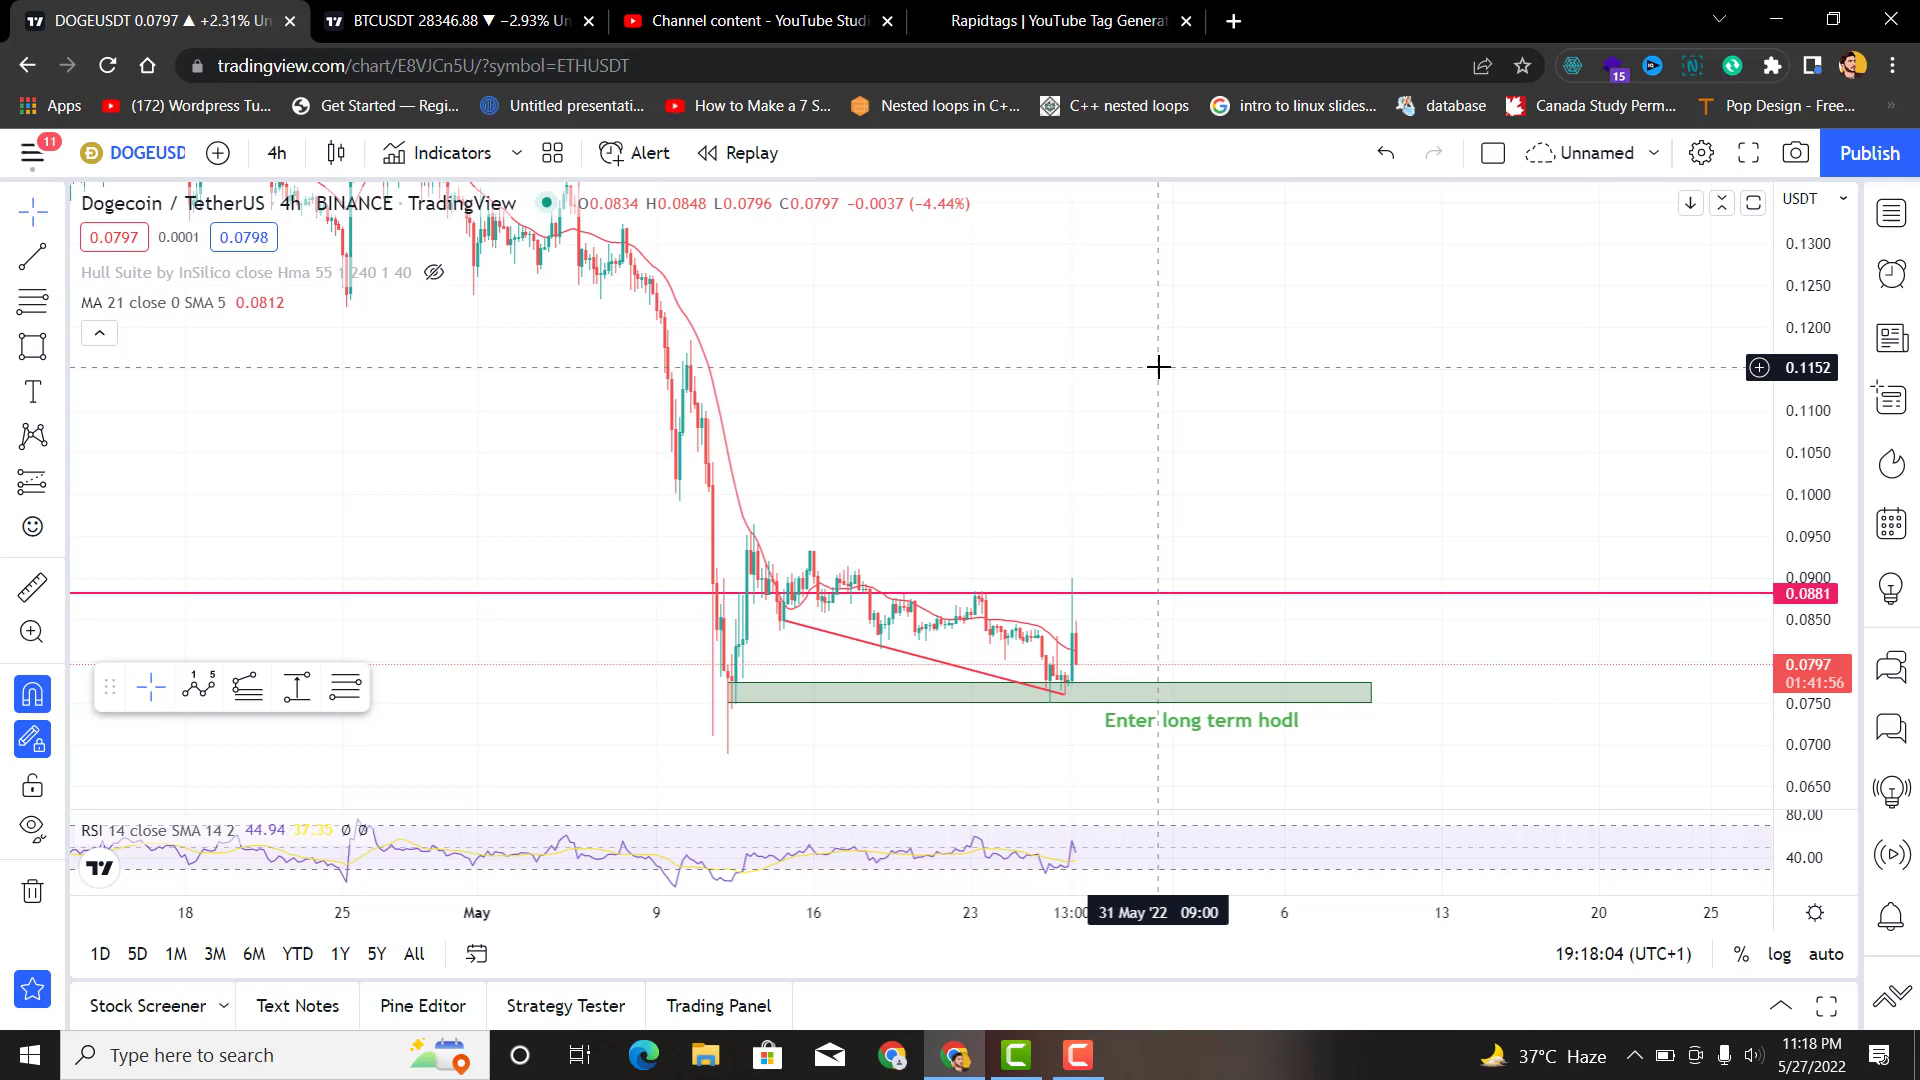 DOGEUSDT 0.0797 ▲ +2.31% Un
BTCUSDT 28346.88 ▼ −2.93% Un
Channel content - YouTube Studi
Rapidtags | YouTube Tag Generat
tradingview.com/chart/E8VJCn5U/?symbol=ETHUSDT
15
Apps
(172) Wordpress Tu...
Get Started — Regi...
Untitled presentati...
How to Make a 7 S...
Nested loops in C+...
C++ nested loops
intro to linux slides...
database
Canada Study Perm...
Pop Design - Free...
11
DOGEUSD
4h
Indicators
Alert
Replay
Unnamed
Publish
Dogecoin / TetherUS · 4h · BINANCE · TradingView
O0.0834 H0.0848 L0.0796 C0.0797 −0.0037 (−4.44%)
USDT
0.0797
0.0001
0.0798
Hull Suite by InSilico close Hma 55 1 240 1 40
MA 21 close 0 SMA 5 0.0812
0.1300
0.1250
0.1200
0.1152
0.1100
0.1050
0.1000
0.0950
0.0900
0.0881
0.0850
0.0797
01:41:56
0.0750
0.0700
0.0650
Enter long term hodl
RSI 14 close SMA 14 2 44.94 37.35 Ø Ø
80.00
40.00
18
25
May
9
16
23
13:00
31 May '22 09:00
6
13
20
25
1D
5D
1M
3M
6M
YTD
1Y
5Y
All
19:18:04 (UTC+1)
%
log
auto
Stock Screener
Text Notes
Pine Editor
Strategy Tester
Trading Panel
Type here to search
37°C Haze
11:18 PM
5/27/2022